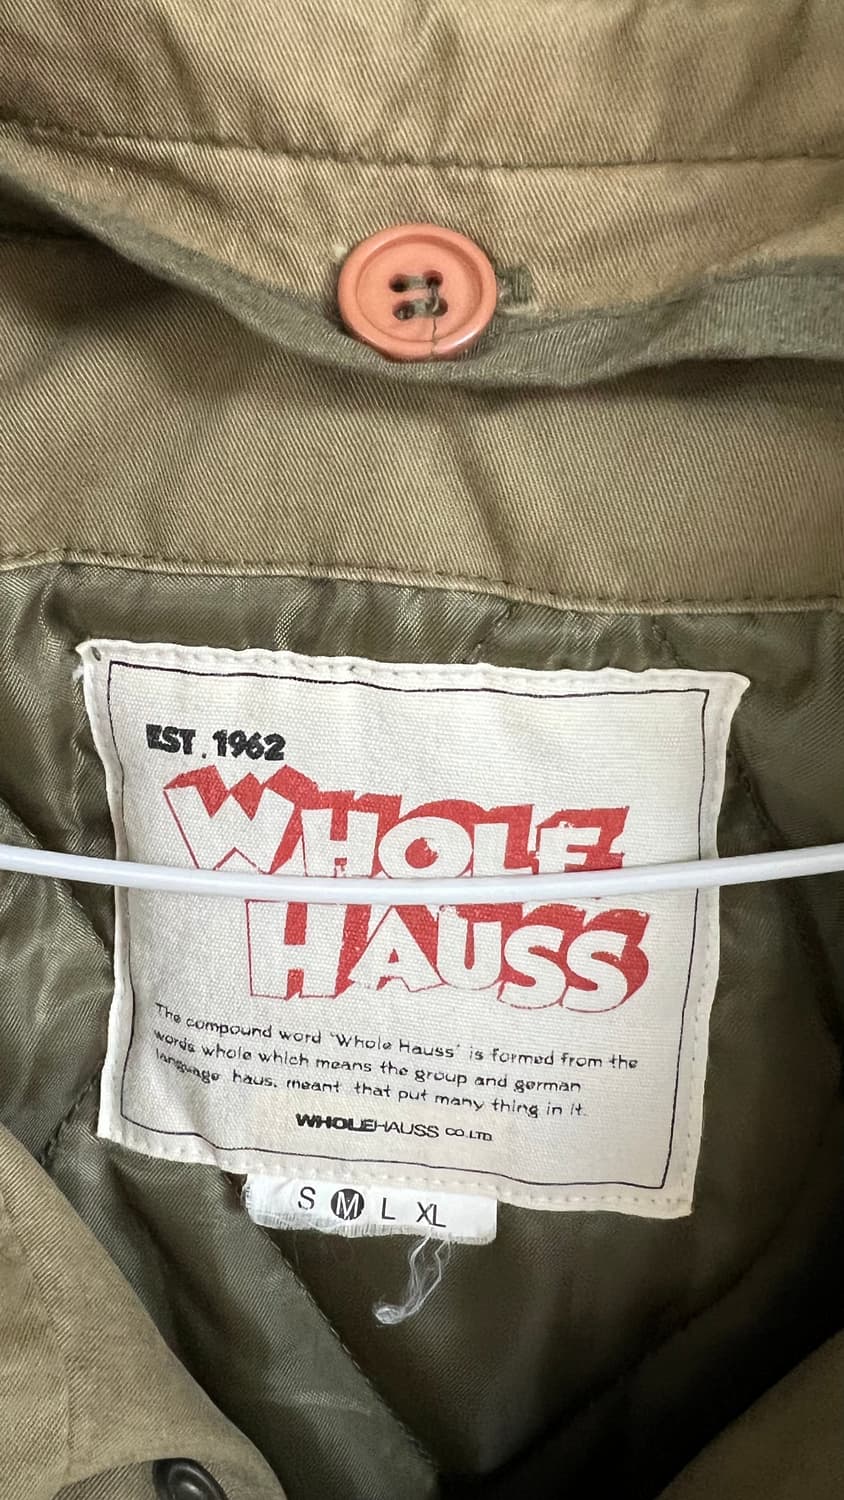 EST. 1962
WHOLE
HAUSS
The compound word 'Whole Hauss' is formed from the
words whole which means the group and german
language haus. meant that put many thing in it.
WHOLEHAUSS CO.LTD
S M L XL